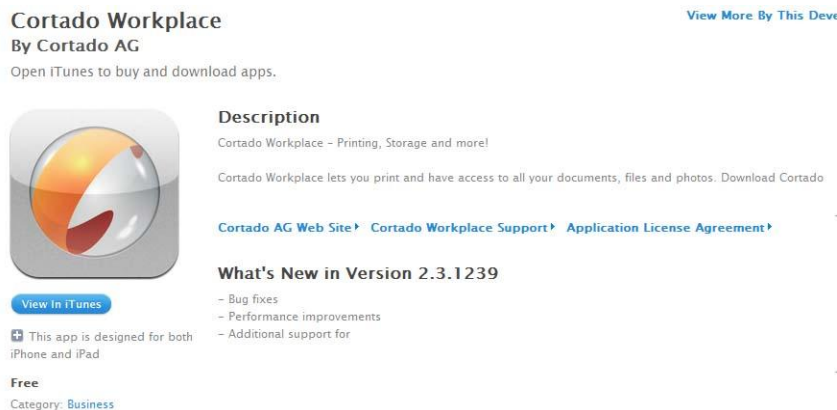 Cortado Workplace
View More By This Deve
By Cortado AG
Open iTunes to buy and download apps.
Description
Cortado Workplace – Printing, Storage and more!
Cortado Workplace lets you print and have access to all your documents, files and photos. Download Cortado
Cortado AG Web Site
Cortado Workplace Support
Application License Agreement
What's New in Version 2.3.1239
– Bug fixes
– Performance improvements
– Additional support for
View In iTunes
This app is designed for both
iPhone and iPad
Free
Category: Business